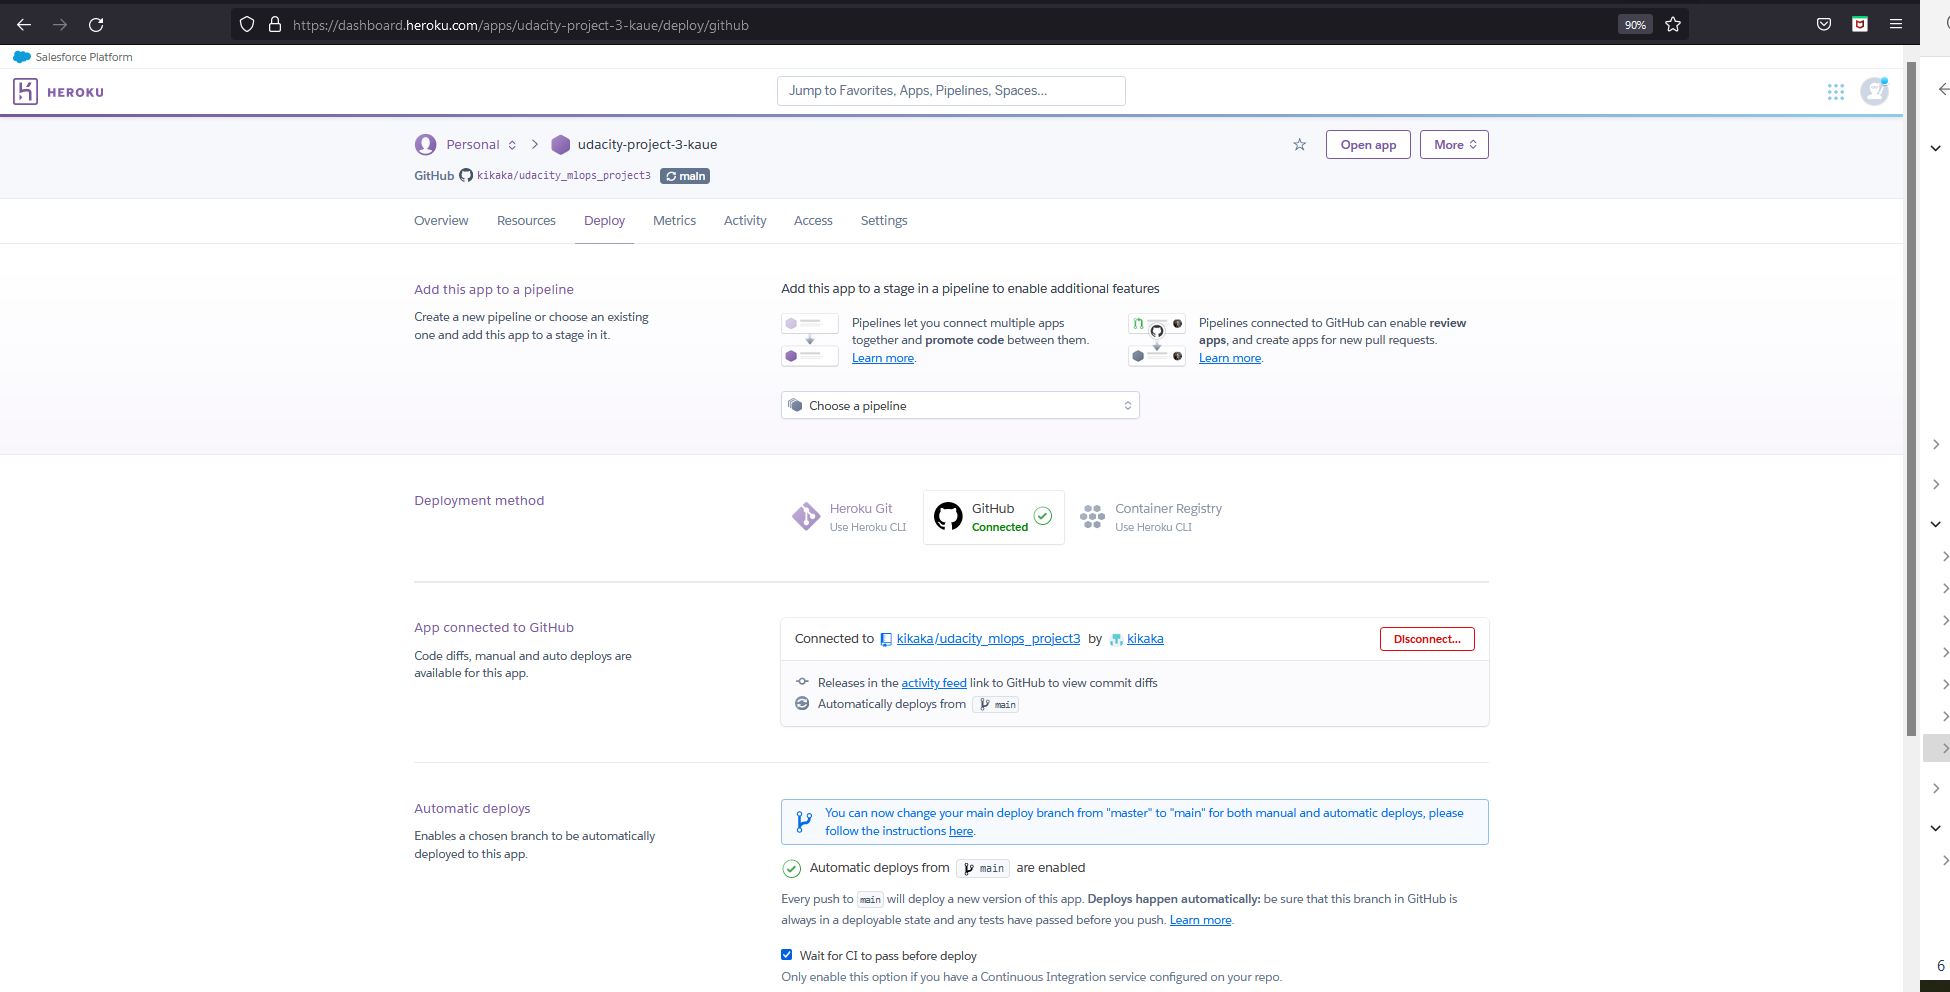 https://dashboard.heroku.com/apps/udacity-project-3-kaue/deploy/github
90%
Salesforce Platform
HEROKU
Jump to Favorites, Apps, Pipelines, Spaces...
Personal
udacity-project-3-kaue
Open app
More
GitHub kikaka/udacity_mlops_project3 main
Overview Resources Deploy Metrics Activity Access Settings
Add this app to a pipeline
Create a new pipeline or choose an existing
one and add this app to a stage in it.
Add this app to a stage in a pipeline to enable additional features
Pipelines let you connect multiple apps
together and promote code between them.
Learn more.
Pipelines connected to GitHub can enable review
apps, and create apps for new pull requests.
Learn more.
Choose a pipeline
Deployment method
Heroku Git
Use Heroku CLI
GitHub
Connected
Container Registry
Use Heroku CLI
App connected to GitHub
Code diffs, manual and auto deploys are
available for this app.
Connected to kikaka/udacity_mlops_project3 by kikaka
Disconnect...
Releases in the activity feed link to GitHub to view commit diffs
Automatically deploys from main
Automatic deploys
Enables a chosen branch to be automatically
deployed to this app.
You can now change your main deploy branch from "master" to "main" for both manual and automatic deploys, please
follow the instructions here.
Automatic deploys from main are enabled
Every push to main will deploy a new version of this app. Deploys happen automatically: be sure that this branch in GitHub is
always in a deployable state and any tests have passed before you push. Learn more.
Wait for CI to pass before deploy
Only enable this option if you have a Continuous Integration service configured on your repo.
6